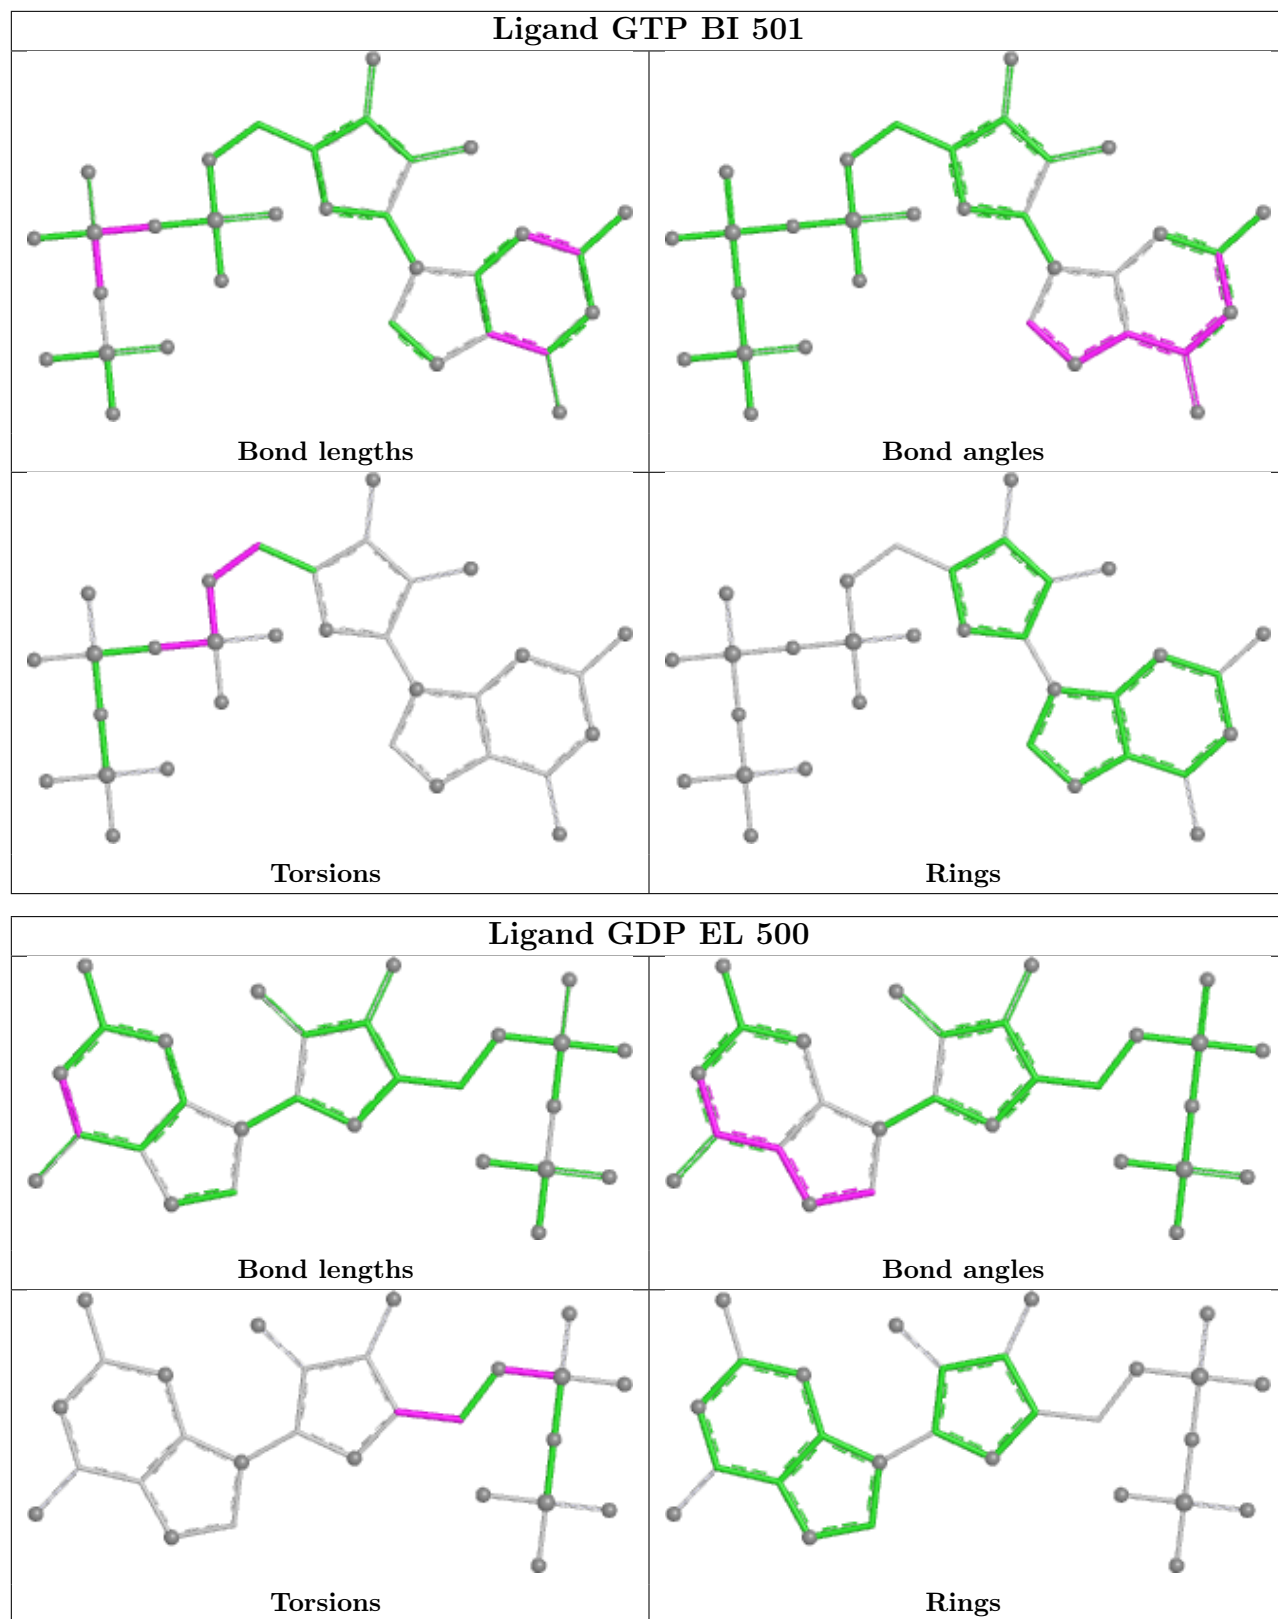 Ligand GTP BI 501
Bond lengths
Bond angles
Torsions
Rings
Ligand GDP EL 500
Bond lengths
Bond angles
Torsions
Rings